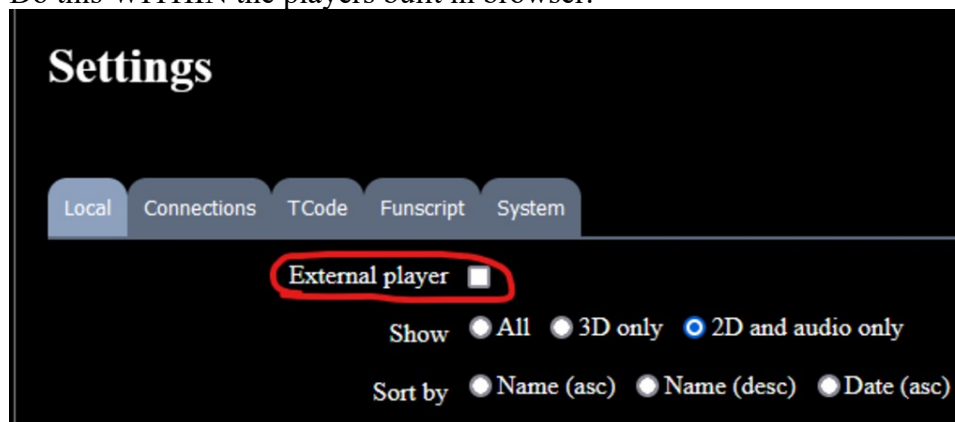 Do this WITHIN the players built in browser.
Settings
Local Connections TCode Funscript System
External player
Show All 3D only 2D and audio only
Sort by Name (asc) Name (desc) Date (asc)